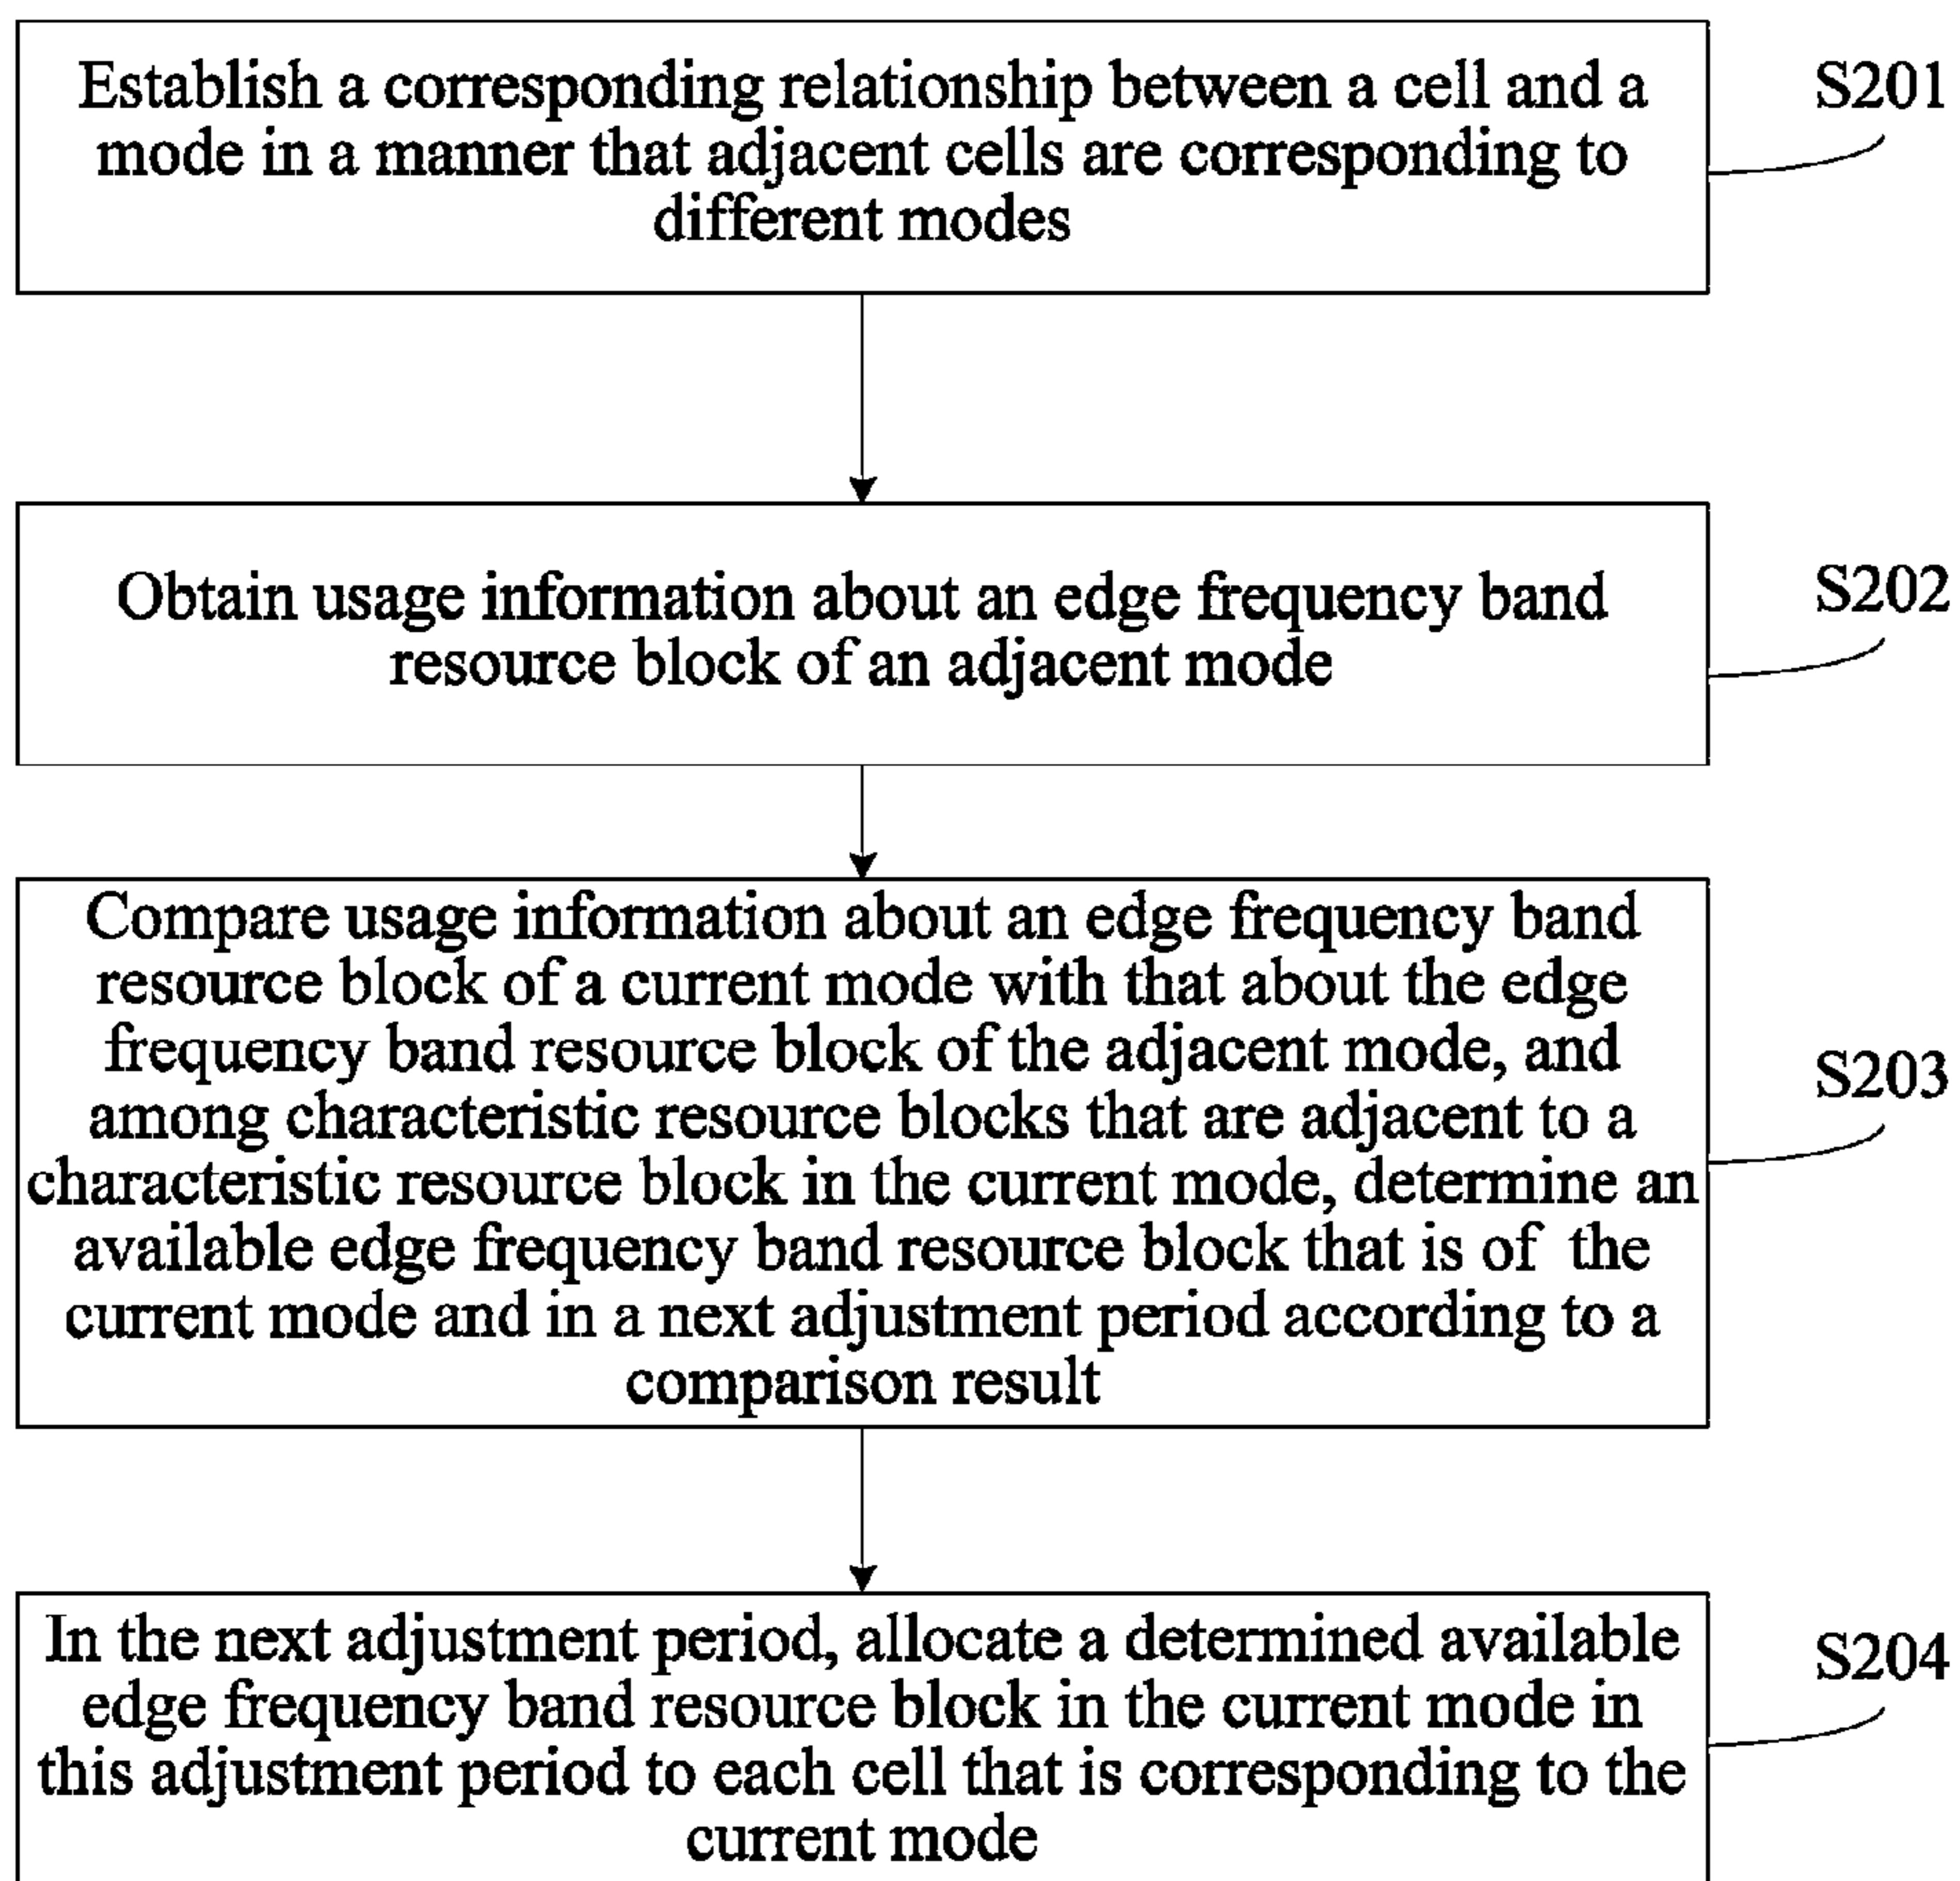 Establish a corresponding relationship between a cell and a
mode in a manner that adjacent cells are corresponding to
different modes
S201
Obtain usage information about an edge frequency band
resource block of an adjacent mode
S202
Compare usage information about an edge frequency band
resource block of a current mode with that about the edge
frequency band resource block of the adjacent mode, and
among characteristic resource blocks that are adjacent to a
characteristic resource block in the current mode, determine an
available edge frequency band resource block that is of the
current mode and in a next adjustment period according to a
comparison result
S203
In the next adjustment period, allocate a determined available
edge frequency band resource block in the current mode in
this adjustment period to each cell that is corresponding to the
current mode
S204